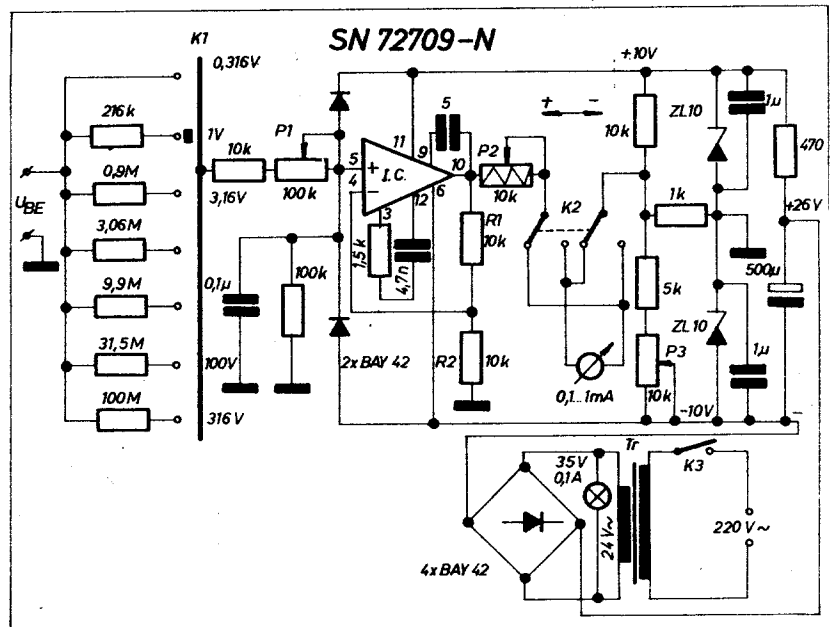 SN 72709-N
K1
0,316V
216k
1V
0,9M
3,16V
3,06M
9,9M
31,5M
100V
100M
316V
UBE
10k
P1
100k
0,1µ
100k
2x BAY 42
5
4
+
-
I.C.
11
9
10
6
12
3
5
1,5k
4,7n
P2
10k
R1
10k
R2
10k
+ -
K2
0,1...1mA
+10V
10k
1k
5k
P3
10k
-10V
ZL10
1µ
ZL10
1µ
470
+26V
500µ
-
4x BAY 42
35V
0,1A
24V~
Tr
K3
220V~